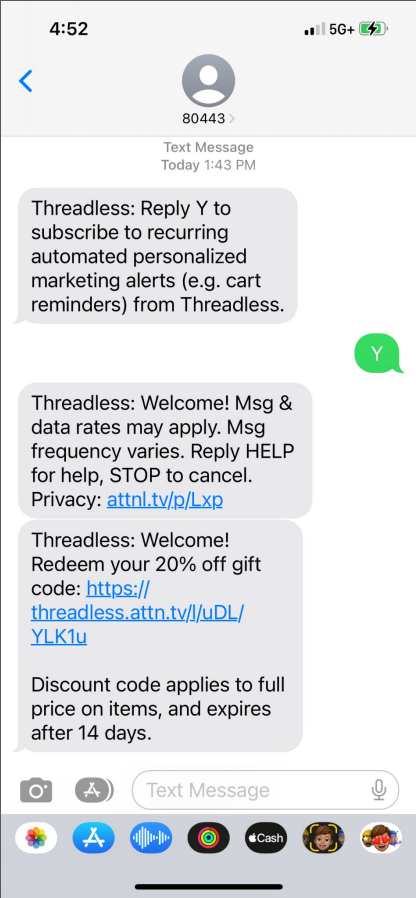 4:52
5G+
80443 >
Text Message
Today 1:43 PM
Threadless: Reply Y to
subscribe to recurring
automated personalized
marketing alerts (e.g. cart
reminders) from Threadless.
Y
Threadless: Welcome! Msg &
data rates may apply. Msg
frequency varies. Reply HELP
for help, STOP to cancel.
Privacy: attnl.tv/p/Lxp
Threadless: Welcome!
Redeem your 20% off gift
code: https://
threadless.attn.tv/l/uDL/
YLK1u
Discount code applies to full
price on items, and expires
after 14 days.
Text Message
Cash